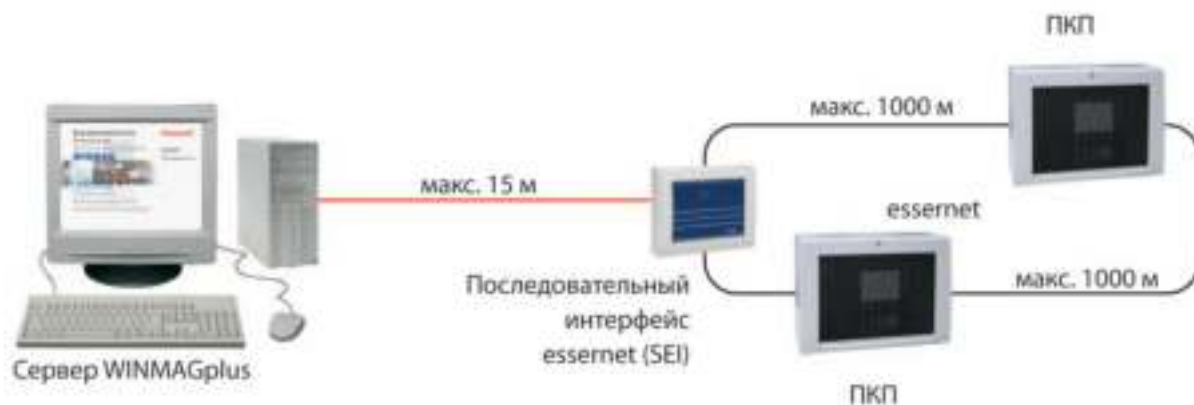 ПКП
макс. 1000 м
макс. 15 м
essernet
макс. 1000 м
Последовательный
интерфейс
essernet (SEI)
Сервер WINMAGplus
ПКП